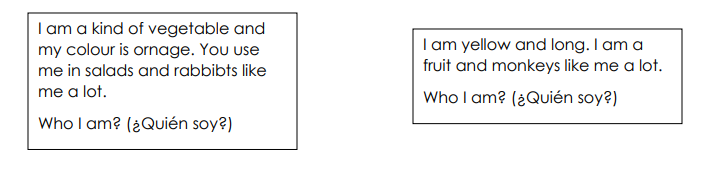 I am a kind of vegetable and
my colour is ornage. You use
me in salads and rabbibts like
me a lot.
Who I am? (¿Quién soy?)
I am yellow and long. I am a
fruit and monkeys like me a lot.
Who I am? (¿Quién soy?)